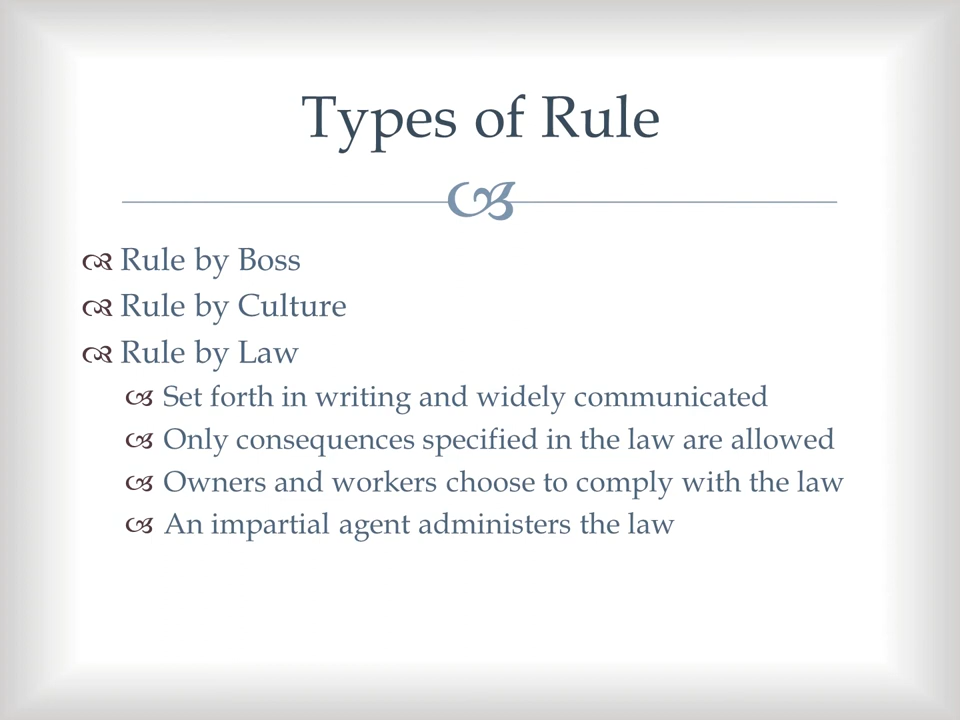 Types of Rule
Rule by Boss
Rule by Culture
Rule by Law
Set forth in writing and widely communicated
Only consequences specified in the law are allowed
Owners and workers choose to comply with the law
An impartial agent administers the law